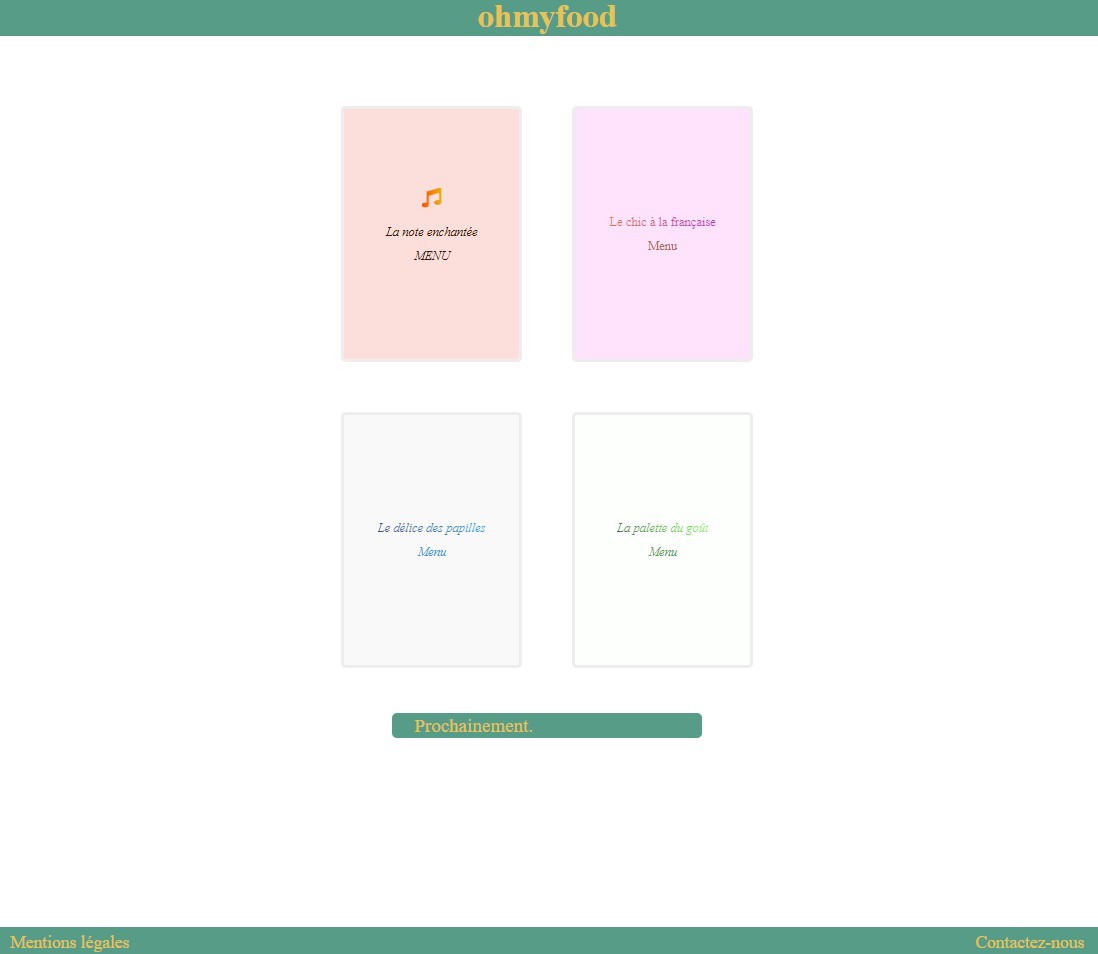 ohmyfood
La note enchantée
MENU
Le chic à la française
Menu
Le délice des papilles
Menu
La palette du goût
Menu
Prochainement.
Mentions légales
Contactez-nous